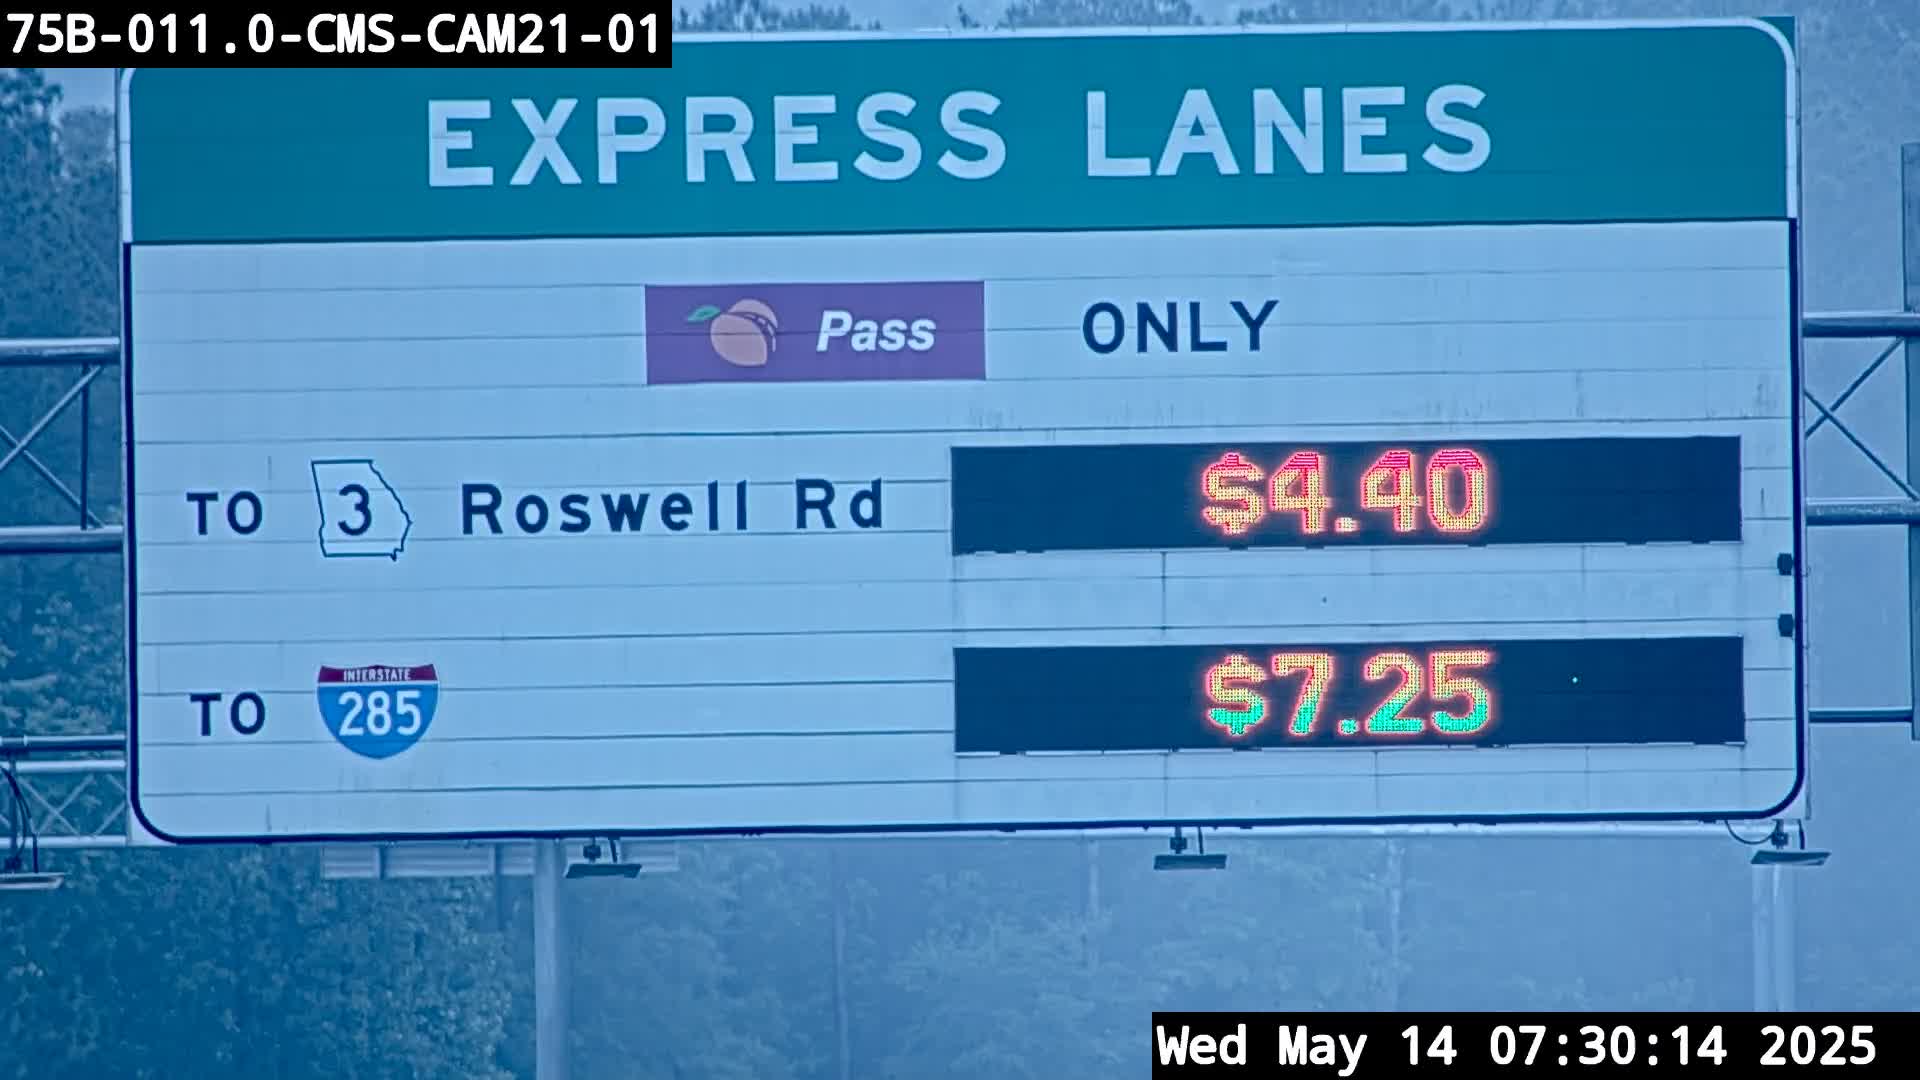 75B-011.0-CMS-CAM21-01
EXPRESS LANES
Pass ONLY
TO 3 Roswell Rd $4.40
TO INTERSTATE 285 $7.25
Wed May 14 07:30:14 2025